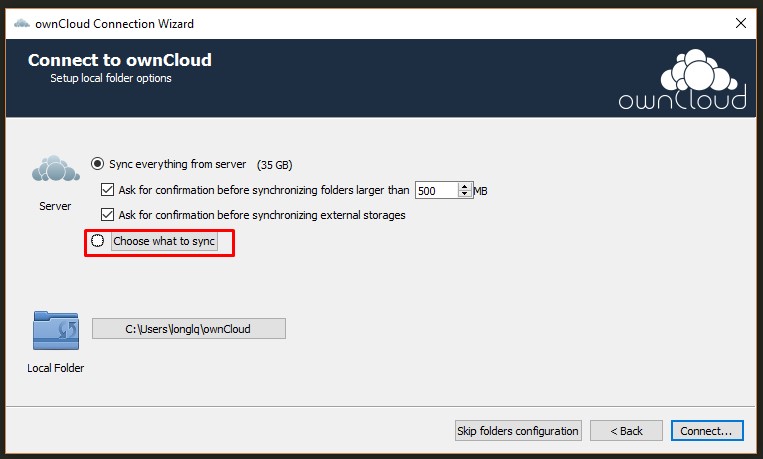 ownCloud Connection Wizard
Connect to ownCloud
Setup local folder options
ownCloud
Sync everything from server (35 GB)
Ask for confirmation before synchronizing folders larger than 500 MB
Server
Ask for confirmation before synchronizing external storages
Choose what to sync
C:\Users\longlq\ownCloud
Local Folder
Skip folders configuration < Back Connect...